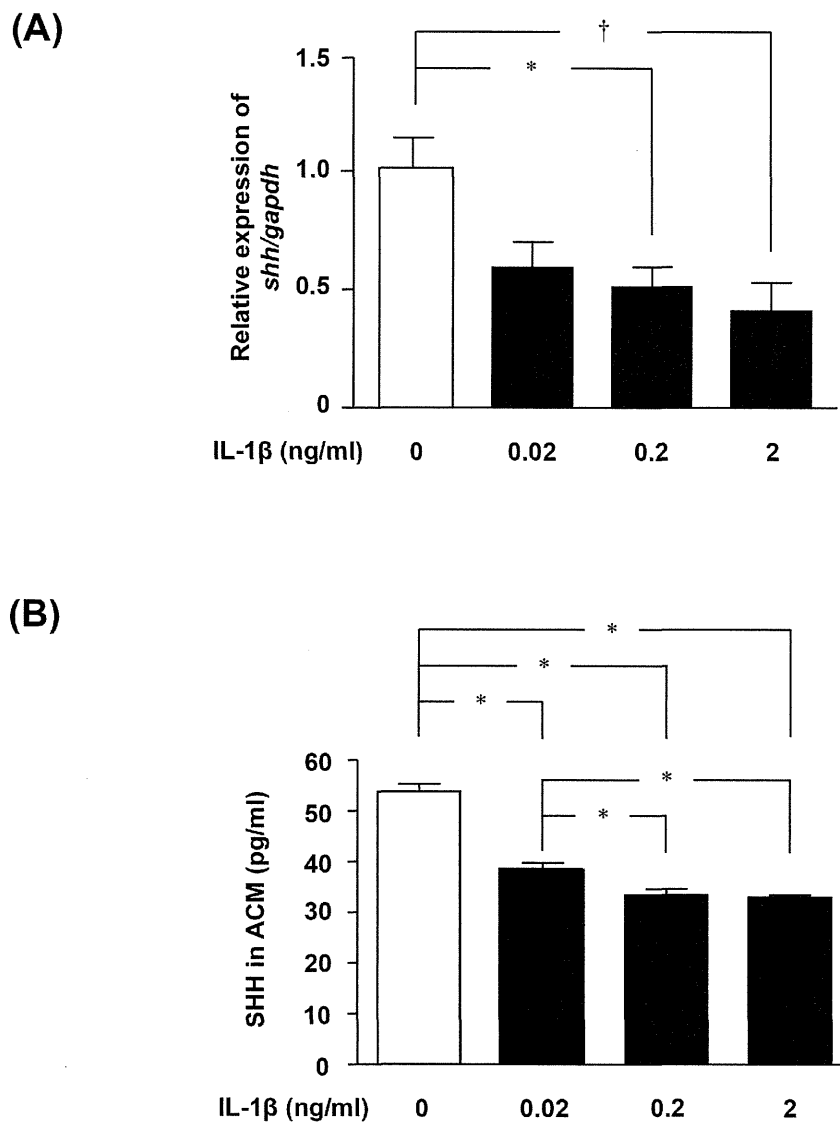 (A)
†
*
1.5
1.0
0.5
0
Relative expression of
shh/gapdh
IL-1β (ng/ml) 0 0.02 0.2 2
(B)
*
*
*
*
*
60
50
40
30
20
10
0
SHH in ACM (pg/ml)
IL-1β (ng/ml) 0 0.02 0.2 2